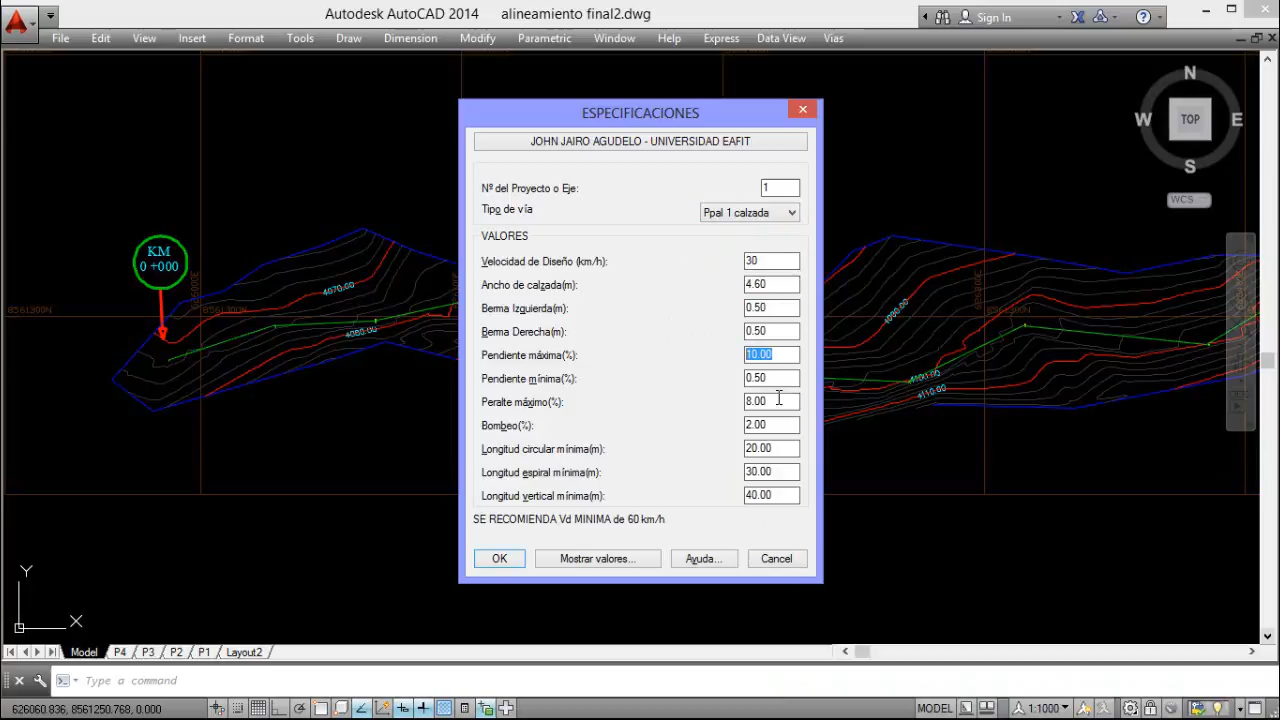 Autodesk AutoCAD 2014 alineamiento final2.dwg
Sign In
File Edit View Insert Format Tools Draw Dimension Modify Parametric Window Help Express Data View Vias
ESPECIFICACIONES
JOHN JAIRO AGUDELO - UNIVERSIDAD EAFIT
Nº del Proyecto o Eje: 1
Tipo de vía Ppal 1 calzada
VALORES
Velocidad de Diseño (km/h): 30
Ancho de calzada(m): 4.60
Berma Izquierda(m): 0.50
Berma Derecha(m): 0.50
Pendiente máxima(%): 10.00
Pendiente mínima(%): 0.50
Peralte máximo(%): 8.00
Bombeo(%): 2.00
Longitud circular mínima(m): 20.00
Longitud espiral mínima(m): 30.00
Longitud vertical mínima(m): 40.00
SE RECOMIENDA Vd MINIMA de 60 km/h
OK Mostrar valores... Ayuda... Cancel
KM
0 +000
4070.00
4080.00
4090.00
4100.00
4110.00
8561300N
8561300N
626000E
N
W TOP E
S
WCS
Y
X
Model P4 P3 P2 P1 Layout2
Type a command
626060.836, 8561250.768, 0.000 MODEL 1:1000